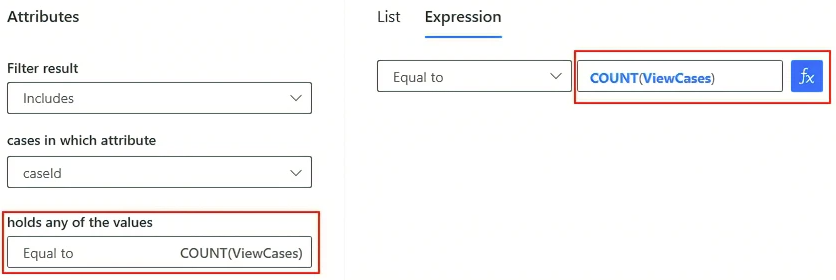 Attributes
Filter result
Includes
cases in which attribute
caseId
holds any of the values
Equal to COUNT(ViewCases)
List Expression
Equal to COUNT(ViewCases) fx